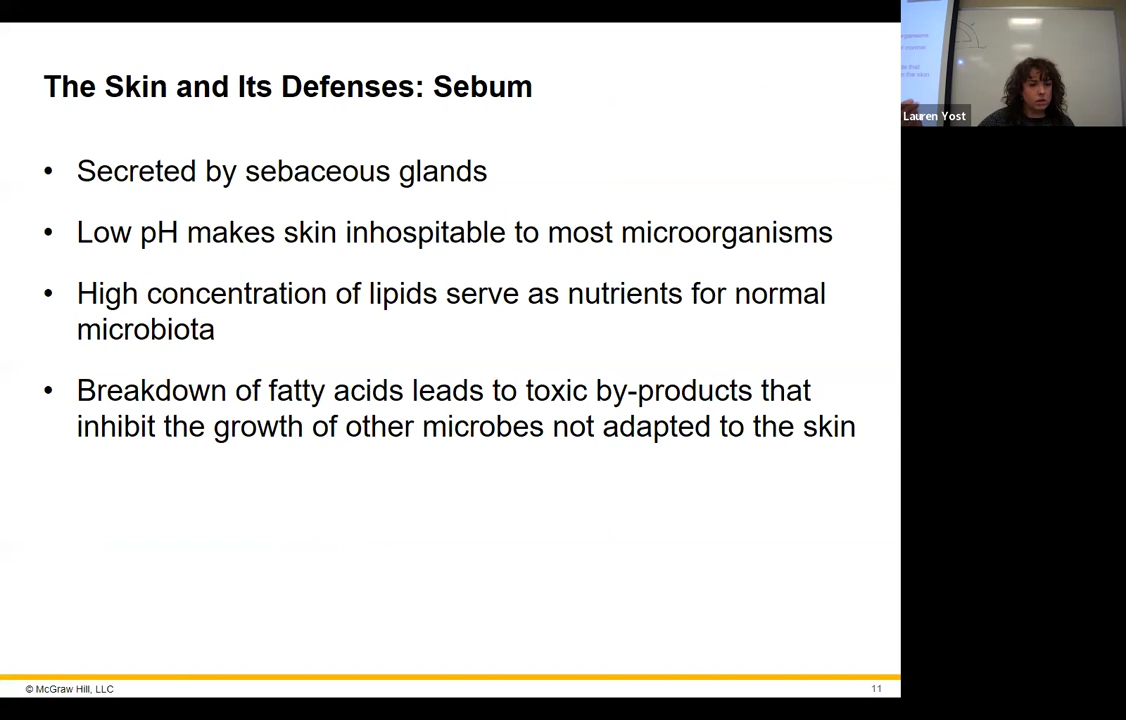 The Skin and Its Defenses: Sebum
• Secreted by sebaceous glands
• Low pH makes skin inhospitable to most microorganisms
• High concentration of lipids serve as nutrients for normal
microbiota
• Breakdown of fatty acids leads to toxic by-products that
inhibit the growth of other microbes not adapted to the skin
© McGraw Hill, LLC
11
Lauren Yost